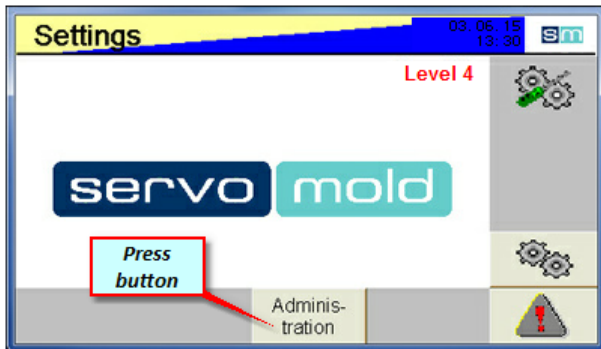 Settings
03.06.15
13:30
sm
Level 4
servo mold
Press
button
Adminis-
tration
!